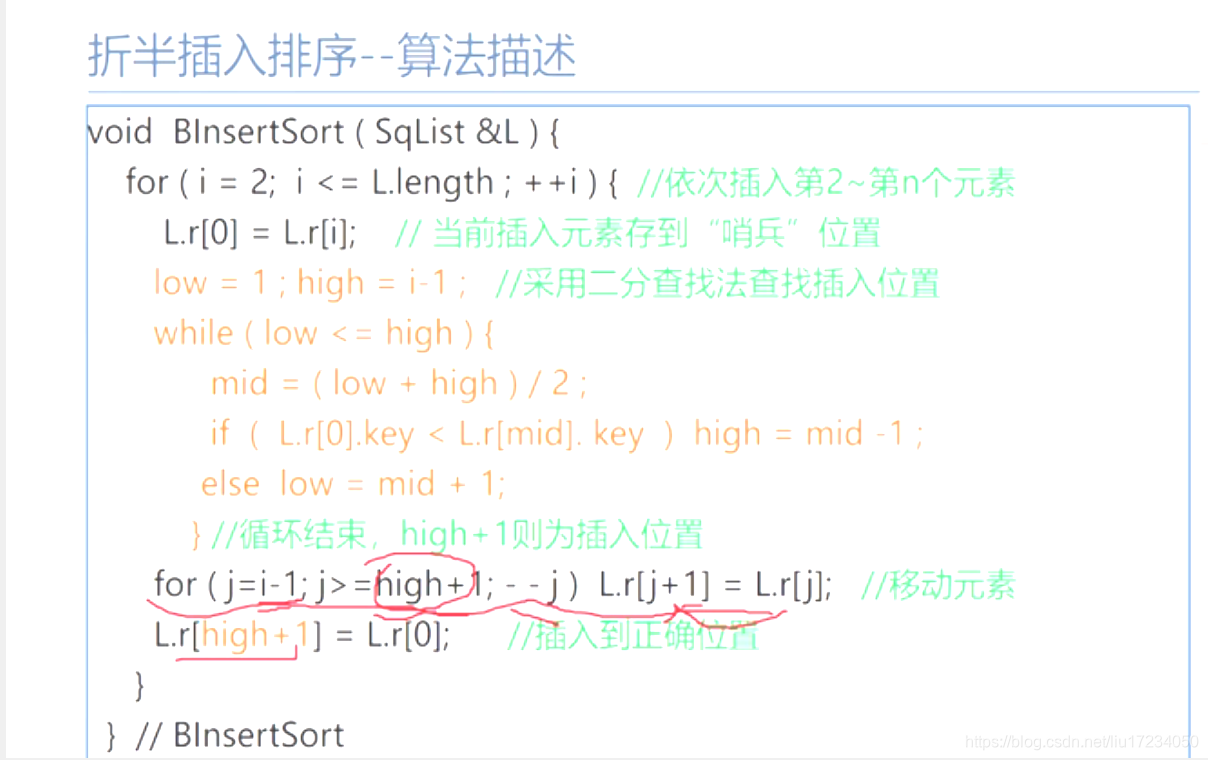 折半插入排序--算法描述
void BInsertSort ( SqList &L ) {
for ( i = 2; i <= L.length ; ++i ) { //依次插入第2~第n个元素
L.r[0] = L.r[i]; // 当前插入元素存到“哨兵”位置
low = 1 ; high = i-1 ; //采用二分查找法查找插入位置
while ( low <= high ) {
mid = ( low + high ) / 2 ;
if ( L.r[0].key < L.r[mid]. key ) high = mid -1 ;
else low = mid + 1;
} //循环结束，high+1则为插入位置
for ( j=i-1; j>=high+1; - - j ) L.r[j+1] = L.r[j]; //移动元素
L.r[high+1] = L.r[0]; //插入到正确位置
}
} // BInsertSort
https://blog.csdn.net/liu17234050